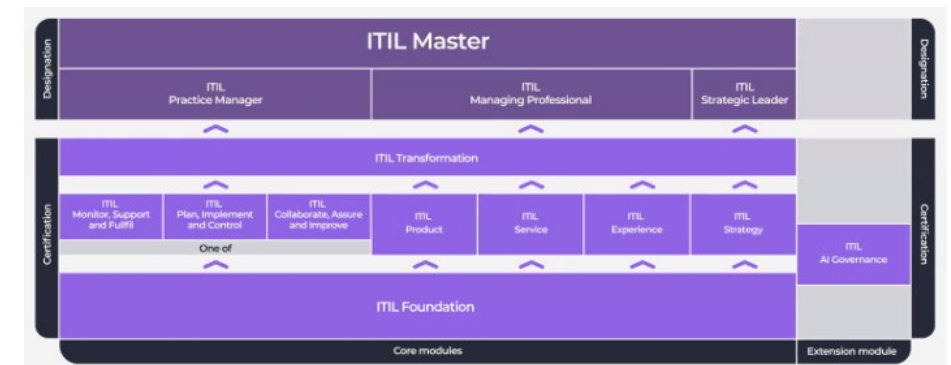 Designation
ITIL Master
Designation
ITIL
Practice Manager
ITIL
Managing Professional
ITIL
Strategic Leader
Certification
ITIL Transformation
Certification
ITIL
Monitor, Support
and Fullfil
ITIL
Plan, Implement
and Control
ITIL
Collaborate, Assure
and Improve
One of
ITIL
Product
ITIL
Service
ITIL
Experience
ITIL
Strategy
ITIL
AI Governance
ITIL Foundation
Core modules
Extension module